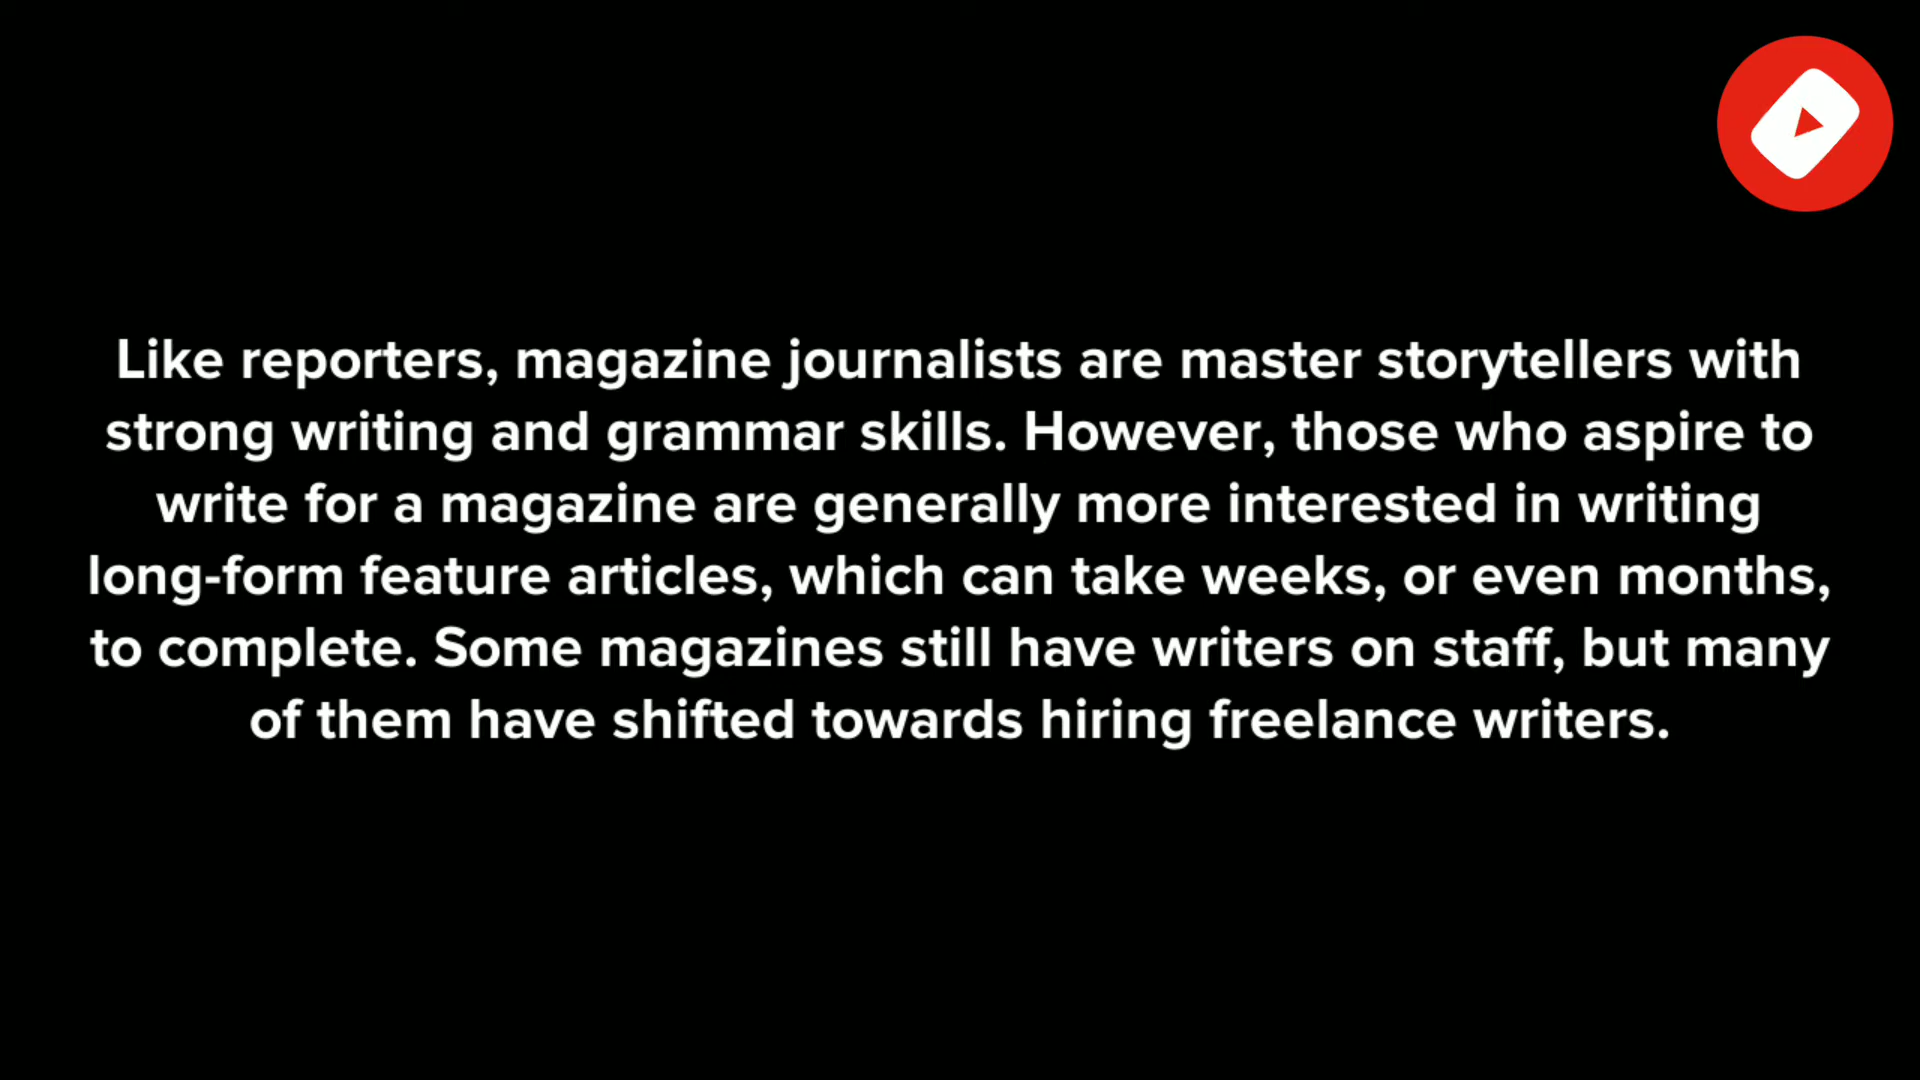 Like reporters, magazine journalists are master storytellers with
strong writing and grammar skills. However, those who aspire to
write for a magazine are generally more interested in writing
long-form feature articles, which can take weeks, or even months,
to complete. Some magazines still have writers on staff, but many
of them have shifted towards hiring freelance writers.